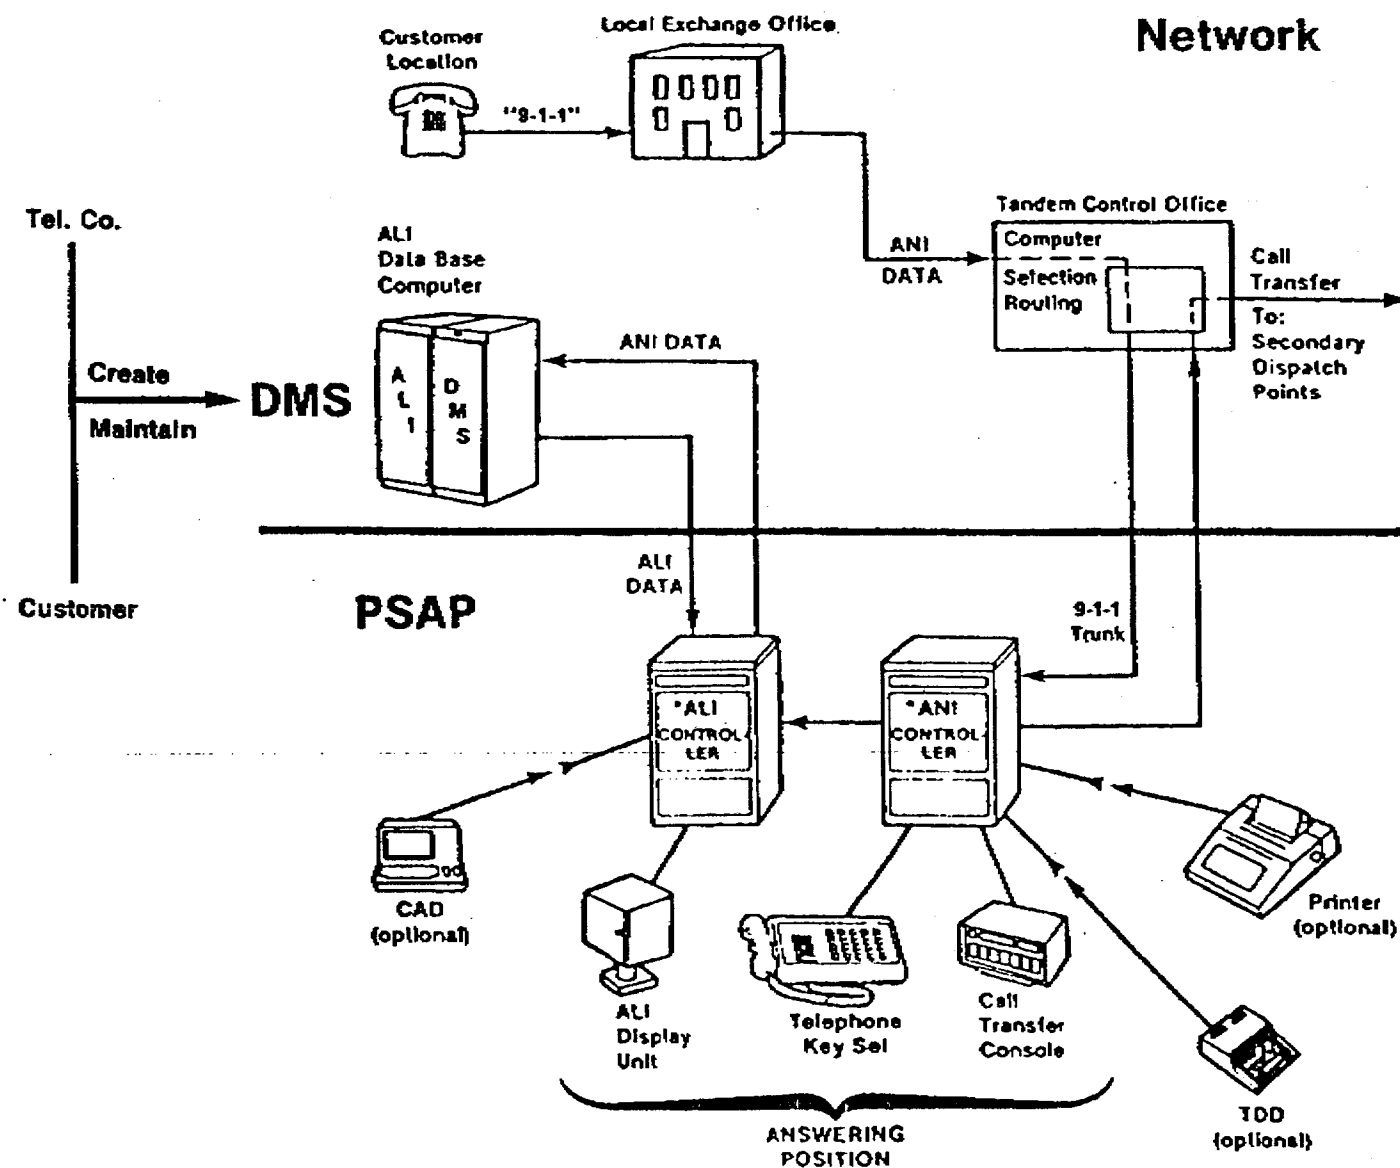 Network
Customer
Location
Local Exchange Office
"9-1-1"
Tel. Co.
ALI
Data Base
Computer
ANI
DATA
Tandem Control Office
Computer
Selection
Routing
Call
Transfer
To:
Secondary
Dispatch
Points
ANI DATA
Create
Maintain
DMS
ALI
DMS
Customer
PSAP
ALI
DATA
9-1-1
Trunk
*ALI
CONTROL-
LER
*ANI
CONTROL-
LER
CAD
(optional)
ALI
Display
Unit
Telephone
Key Set
Call
Transfer
Console
Printer
(optional)
TDD
(optional)
ANSWERING
POSITION